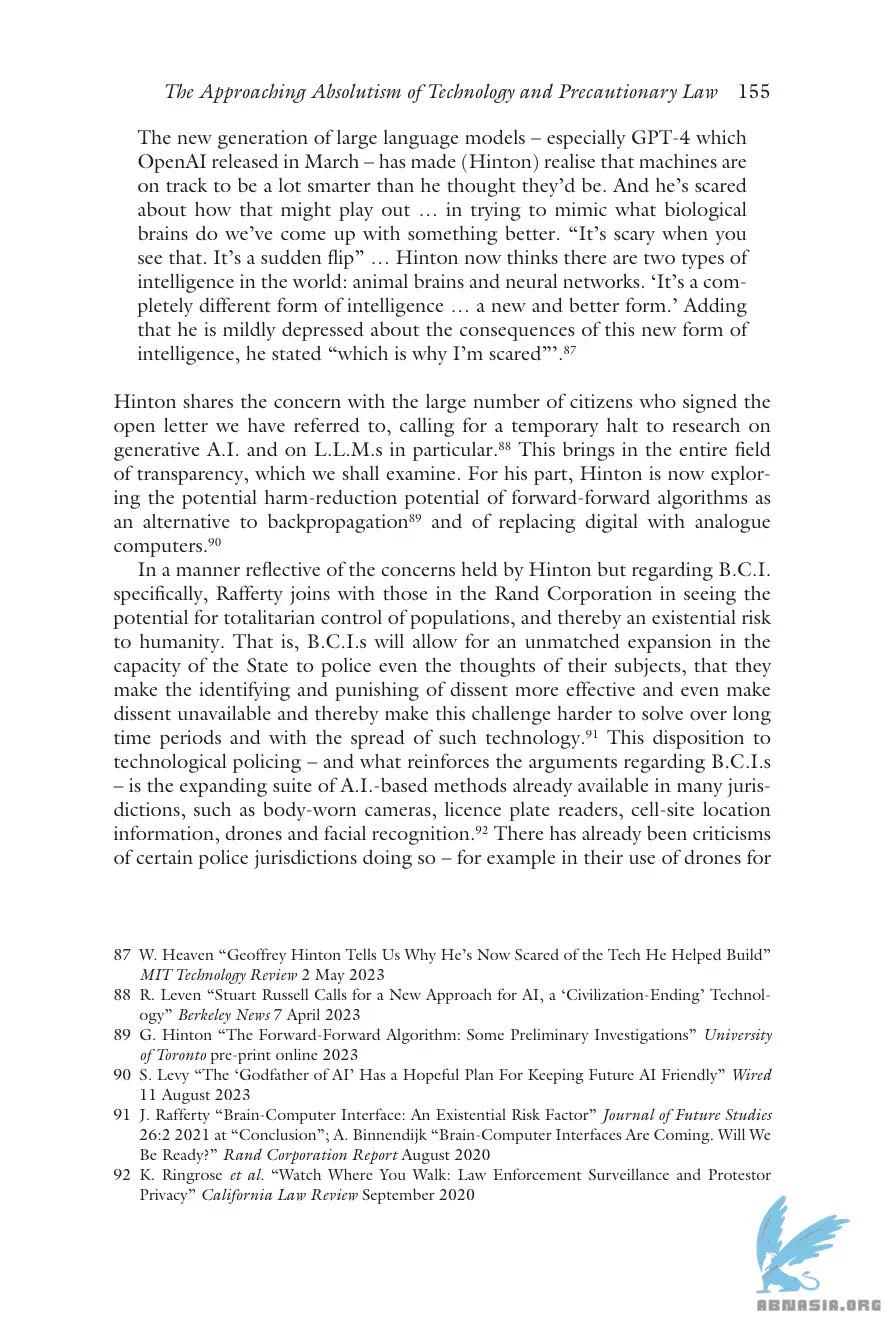 The Approaching Absolutism of Technology and Precautionary Law 155
The new generation of large language models – especially GPT-4 which
OpenAI released in March – has made (Hinton) realise that machines are
on track to be a lot smarter than he thought they’d be. And he’s scared
about how that might play out … in trying to mimic what biological
brains do we’ve come up with something better. “It’s scary when you
see that. It’s a sudden flip” … Hinton now thinks there are two types of
intelligence in the world: animal brains and neural networks. ‘It’s a com-
pletely different form of intelligence … a new and better form.’ Adding
that he is mildly depressed about the consequences of this new form of
intelligence, he stated “which is why I’m scared”’.⁸⁷
Hinton shares the concern with the large number of citizens who signed the
open letter we have referred to, calling for a temporary halt to research on
generative A.I. and on L.L.M.s in particular.⁸⁸ This brings in the entire field
of transparency, which we shall examine. For his part, Hinton is now explor-
ing the potential harm-reduction potential of forward-forward algorithms as
an alternative to backpropagation⁸⁹ and of replacing digital with analogue
computers.⁹⁰
In a manner reflective of the concerns held by Hinton but regarding B.C.I.
specifically, Rafferty joins with those in the Rand Corporation in seeing the
potential for totalitarian control of populations, and thereby an existential risk
to humanity. That is, B.C.I.s will allow for an unmatched expansion in the
capacity of the State to police even the thoughts of their subjects, that they
make the identifying and punishing of dissent more effective and even make
dissent unavailable and thereby make this challenge harder to solve over long
time periods and with the spread of such technology.⁹¹ This disposition to
technological policing – and what reinforces the arguments regarding B.C.I.s
– is the expanding suite of A.I.-based methods already available in many juris-
dictions, such as body-worn cameras, licence plate readers, cell-site location
information, drones and facial recognition.⁹² There has already been criticisms
of certain police jurisdictions doing so – for example in their use of drones for
87 W. Heaven “Geoffrey Hinton Tells Us Why He’s Now Scared of the Tech He Helped Build”
MIT Technology Review 2 May 2023
88 R. Leven “Stuart Russell Calls for a New Approach for AI, a ‘Civilization-Ending’ Technol-
ogy” Berkeley News 7 April 2023
89 G. Hinton “The Forward-Forward Algorithm: Some Preliminary Investigations” University
of Toronto pre-print online 2023
90 S. Levy “The ‘Godfather of AI’ Has a Hopeful Plan For Keeping Future AI Friendly” Wired
11 August 2023
91 J. Rafferty “Brain-Computer Interface: An Existential Risk Factor” Journal of Future Studies
26:2 2021 at “Conclusion”; A. Binnendijk “Brain-Computer Interfaces Are Coming. Will We
Be Ready?” Rand Corporation Report August 2020
92 K. Ringrose et al. “Watch Where You Walk: Law Enforcement Surveillance and Protestor
Privacy” California Law Review September 2020
ABNASIA.ORG